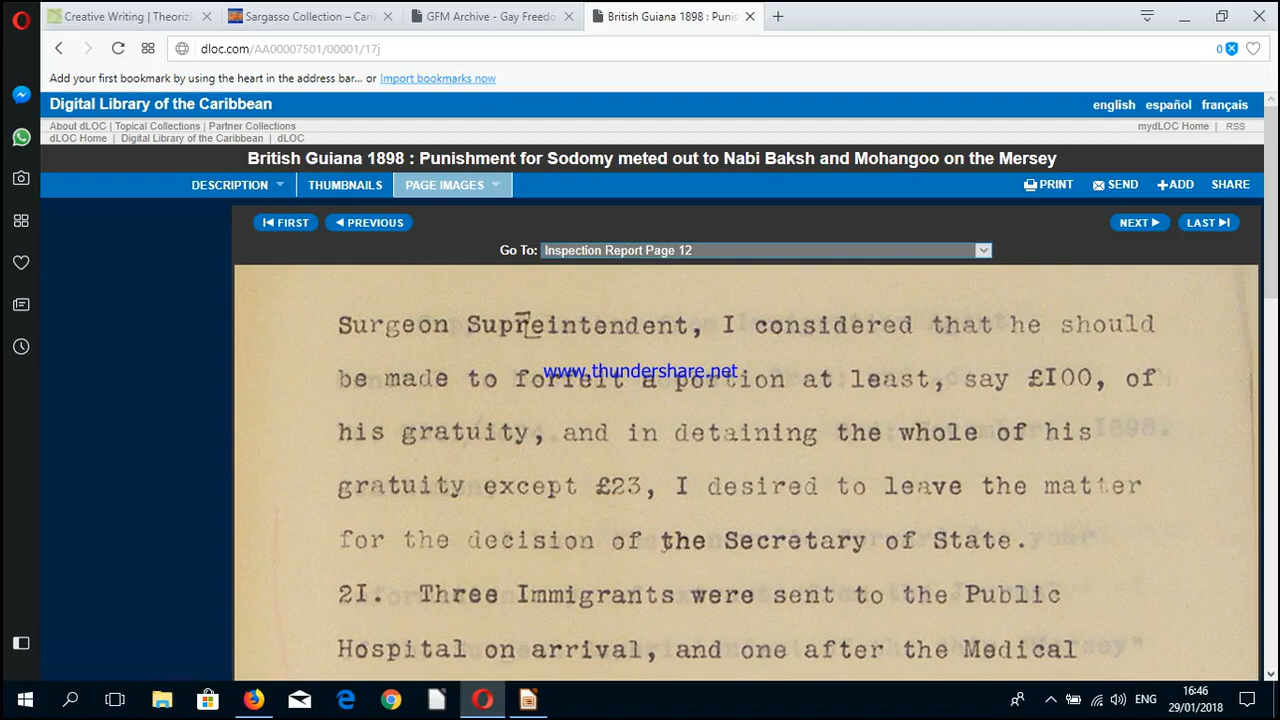 Creative Writing | Theorizi
Sargasso Collection – Cari
GFM Archive - Gay Freedo
British Guiana 1898 : Punis
dloc.com/AA00007501/00001/17j
0
Add your first bookmark by using the heart in the address bar... or Import bookmarks now
Digital Library of the Caribbean
english español français
About dLOC | Topical Collections | Partner Collections
mydLOC Home | RSS
dLOC Home | Digital Library of the Caribbean | dLOC
British Guiana 1898 : Punishment for Sodomy meted out to Nabi Baksh and Mohangoo on the Mersey
DESCRIPTION THUMBNAILS PAGE IMAGES
PRINT SEND +ADD SHARE
FIRST PREVIOUS
NEXT LAST
Go To: Inspection Report Page 12
Surgeon Supreintendent, I considered that he should
www.thundershare.net
be made to forfeit a portion at least, say £I00, of
his gratuity, and in detaining the whole of his
gratuity except £23, I desired to leave the matter
for the decision of the Secretary of State.
2I. Three Immigrants were sent to the Public
Hospital on arrival, and one after the Medical
ENG
16:46
29/01/2018